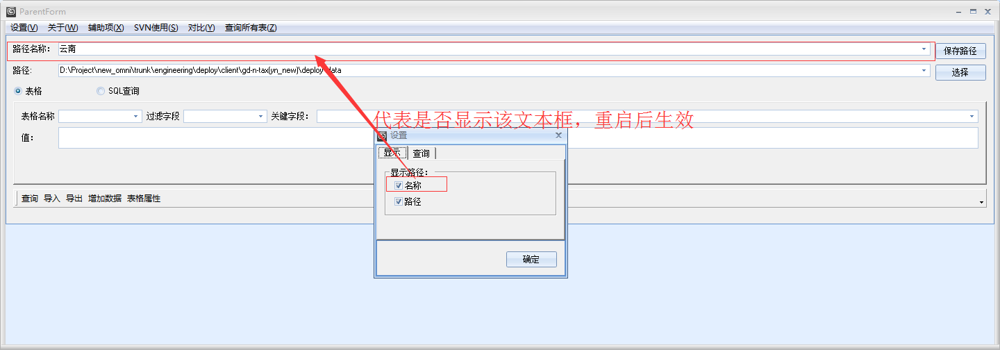 ParentForm
设置(V) 关于(W) 辅助项(X) SVN使用(S) 对比(Y) 查询所有表(Z)
路径名称: 云南 保存路径
路径: D:\Project\new_omni\trunk\engineering\deploy\client\gd-n-tax(yn_new)\deploy data 选择
表格 SQL查询
表格名称 过滤字段 关键字段:
代表是否显示该文本框，重启后生效
值:
设置
显示 查询
显示路径:
名称
路径
确定
查询 导入 导出 增加数据 表格属性